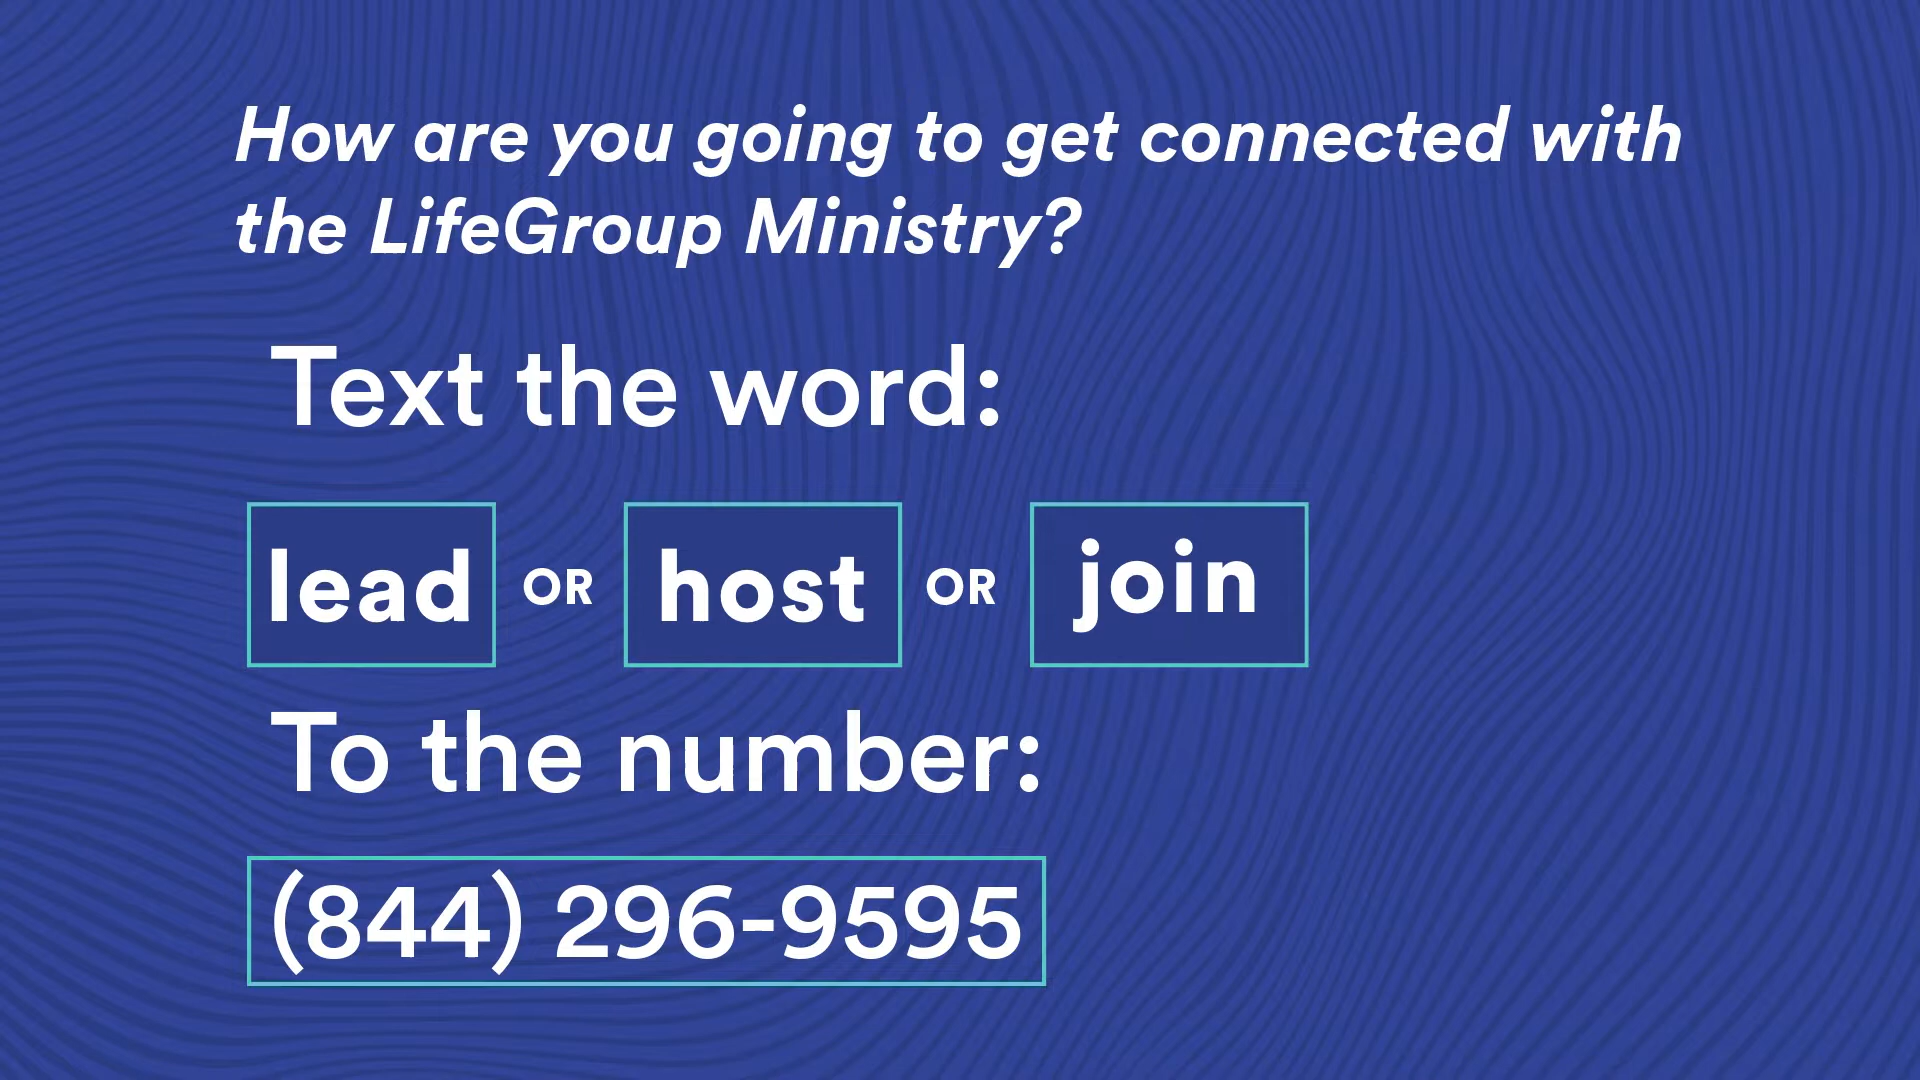 How are you going to get connected with
the LifeGroup Ministry?
Text the word:
lead OR host OR join
To the number:
(844) 296-9595